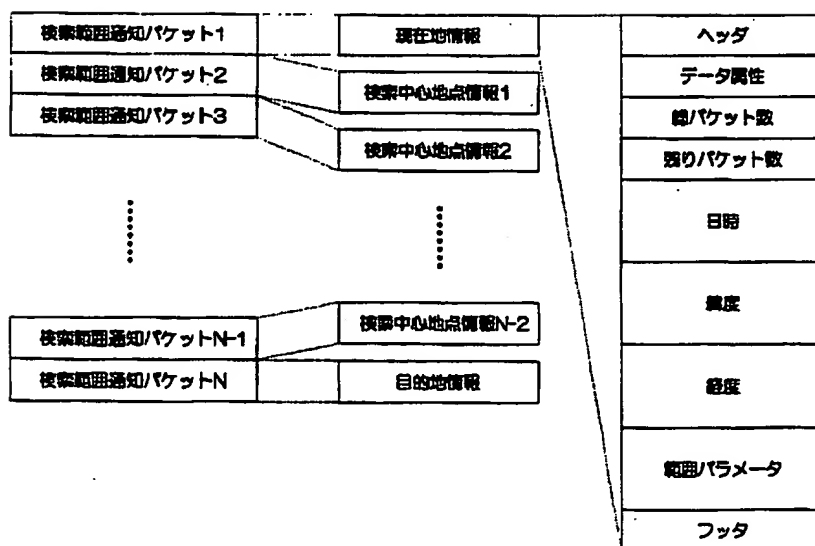 検索範囲通知パケット1
検索範囲通知パケット2
検索範囲通知パケット3
検索範囲通知パケットN-1
検索範囲通知パケットN
現在地情報
検索中心地点情報1
検索中心地点情報2
検索中心地点情報N-2
目的地情報
ヘッダ
データ属性
総パケット数
残りパケット数
日時
緯度
経度
範囲パラメータ
フッタ